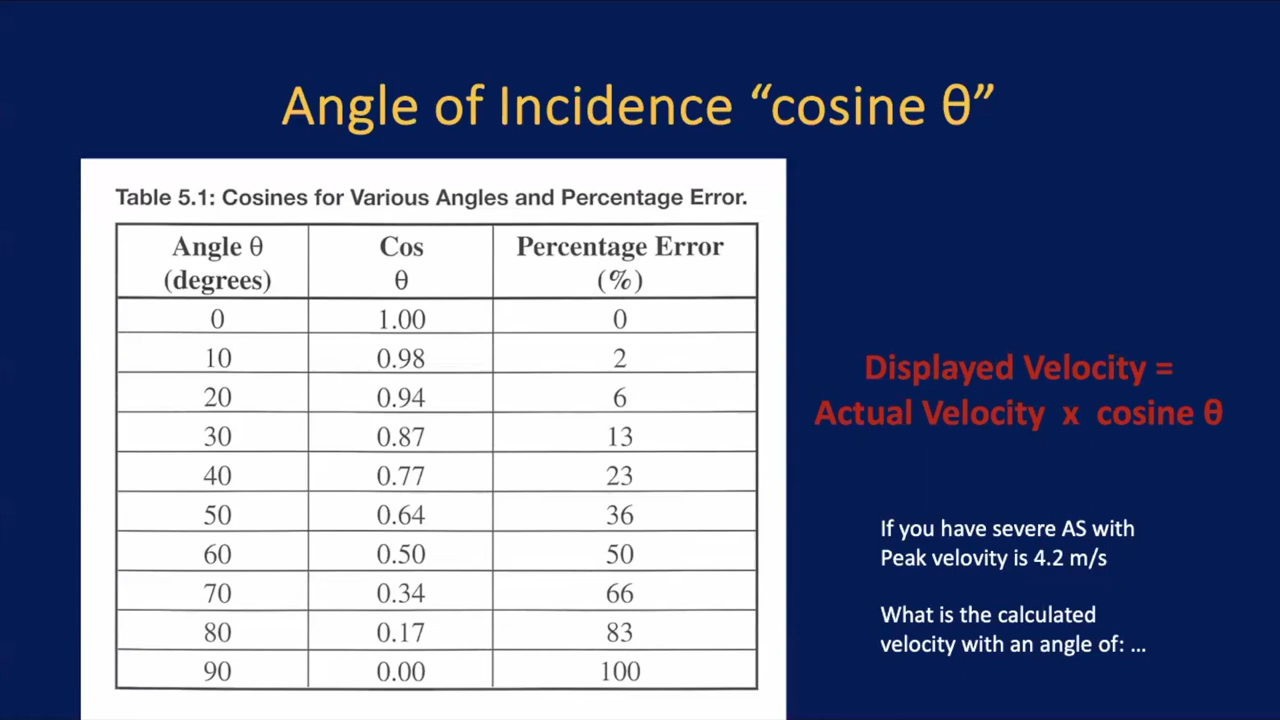 Angle of Incidence “cosine θ”
Table 5.1: Cosines for Various Angles and Percentage Error.
Angle θ (degrees) Cos θ Percentage Error (%)
0 1.00 0
10 0.98 2
20 0.94 6
30 0.87 13
40 0.77 23
50 0.64 36
60 0.50 50
70 0.34 66
80 0.17 83
90 0.00 100
Displayed Velocity =
Actual Velocity x cosine θ
If you have severe AS with
Peak velovity is 4.2 m/s
What is the calculated
velocity with an angle of: ...